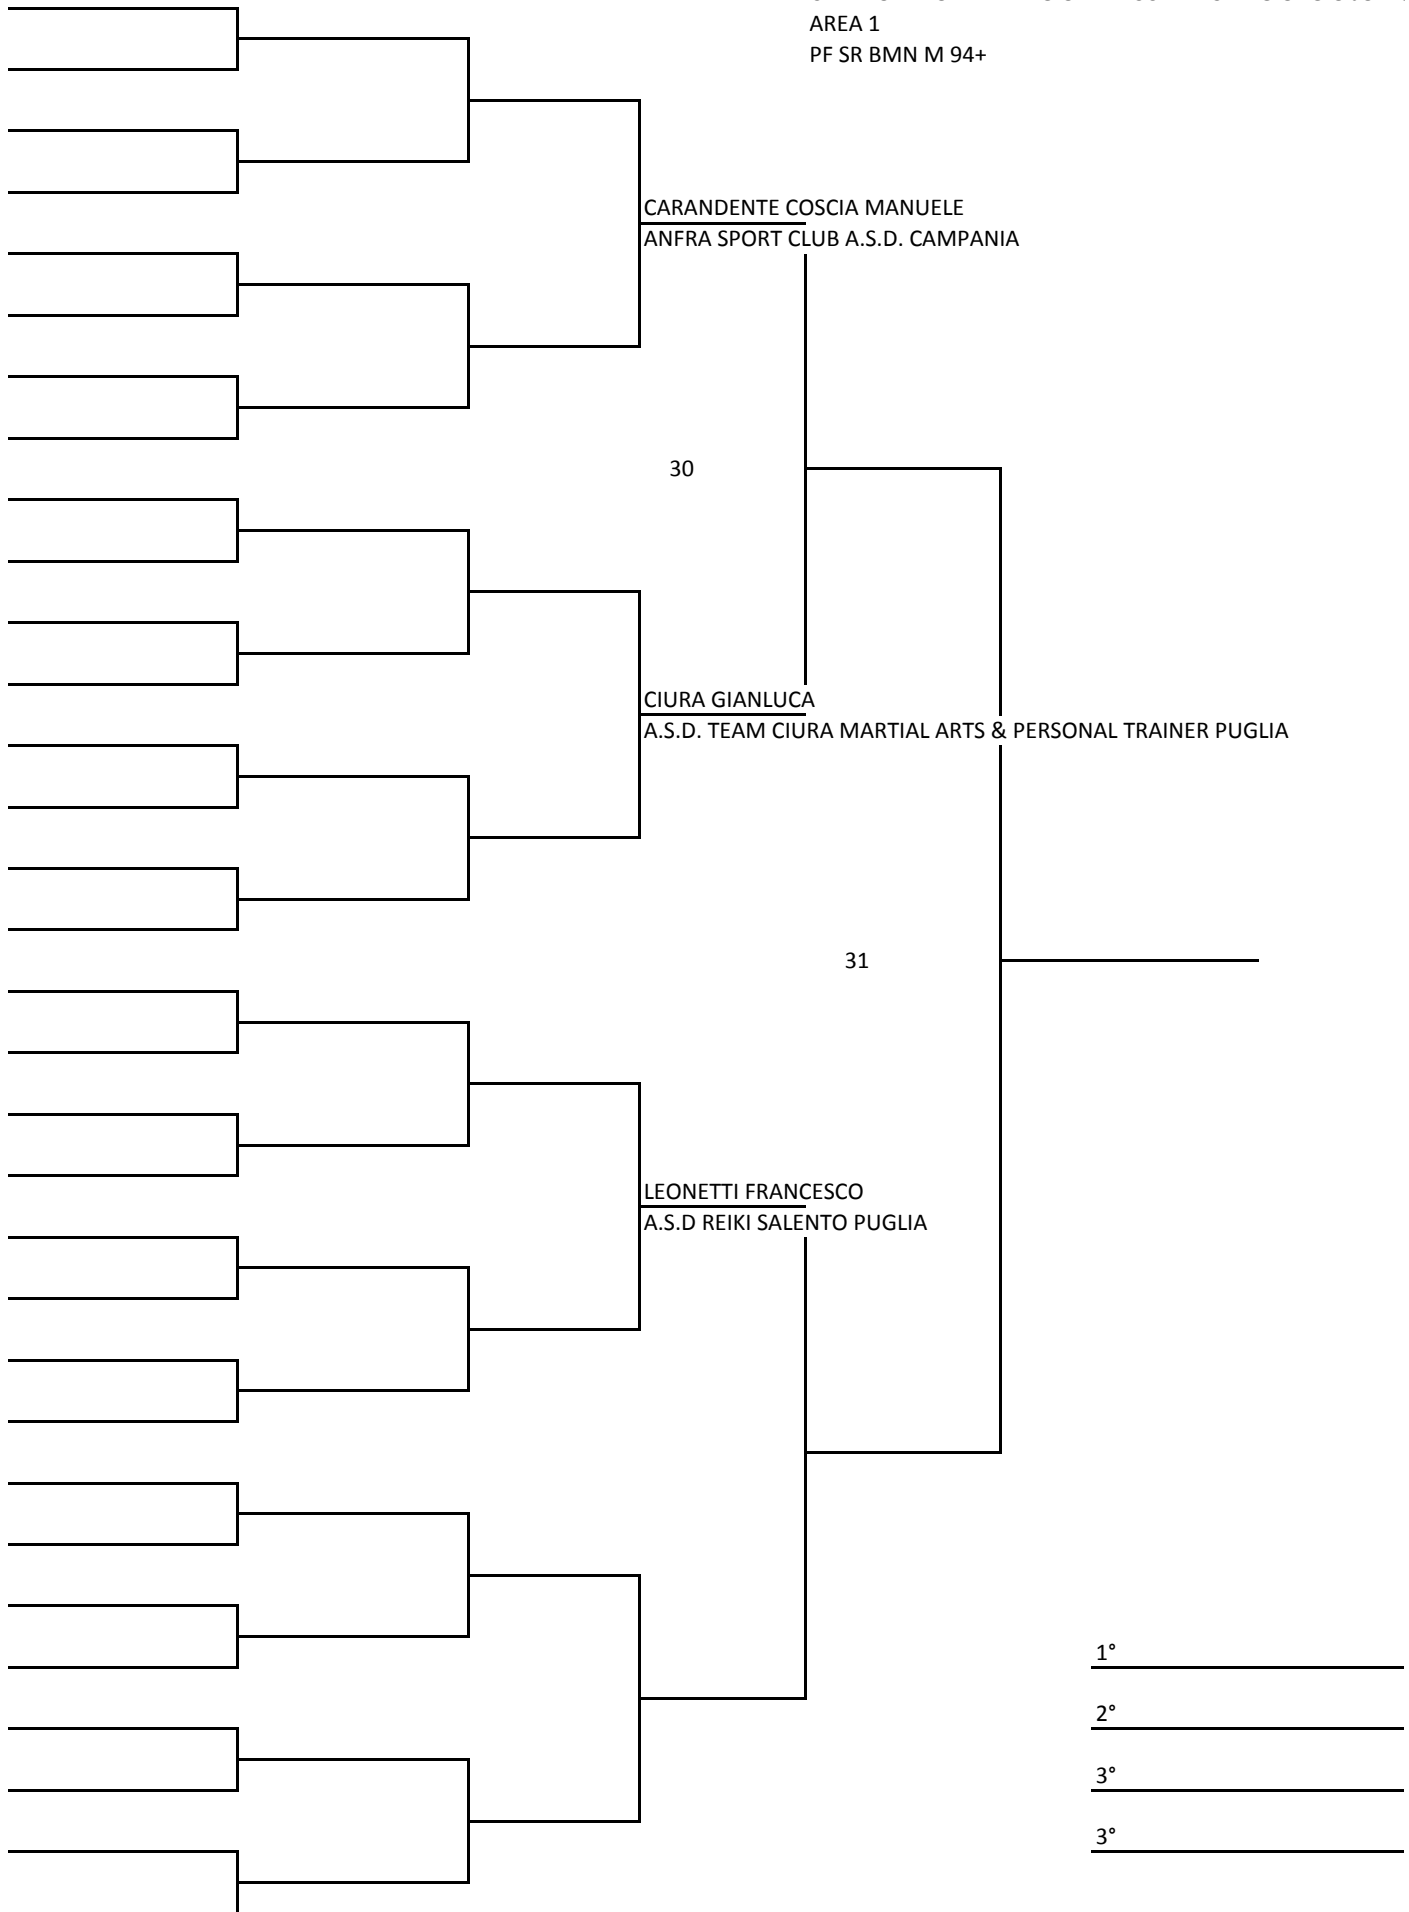 AREA 1
PF SR BMN M 94+
CARANDENTE COSCIA MANUELE
ANFRA SPORT CLUB A.S.D. CAMPANIA
30
CIURA GIANLUCA
A.S.D. TEAM CIURA MARTIAL ARTS & PERSONAL TRAINER PUGLIA
31
LEONETTI FRANCESCO
A.S.D REIKI SALENTO PUGLIA
1°
2°
3°
3°